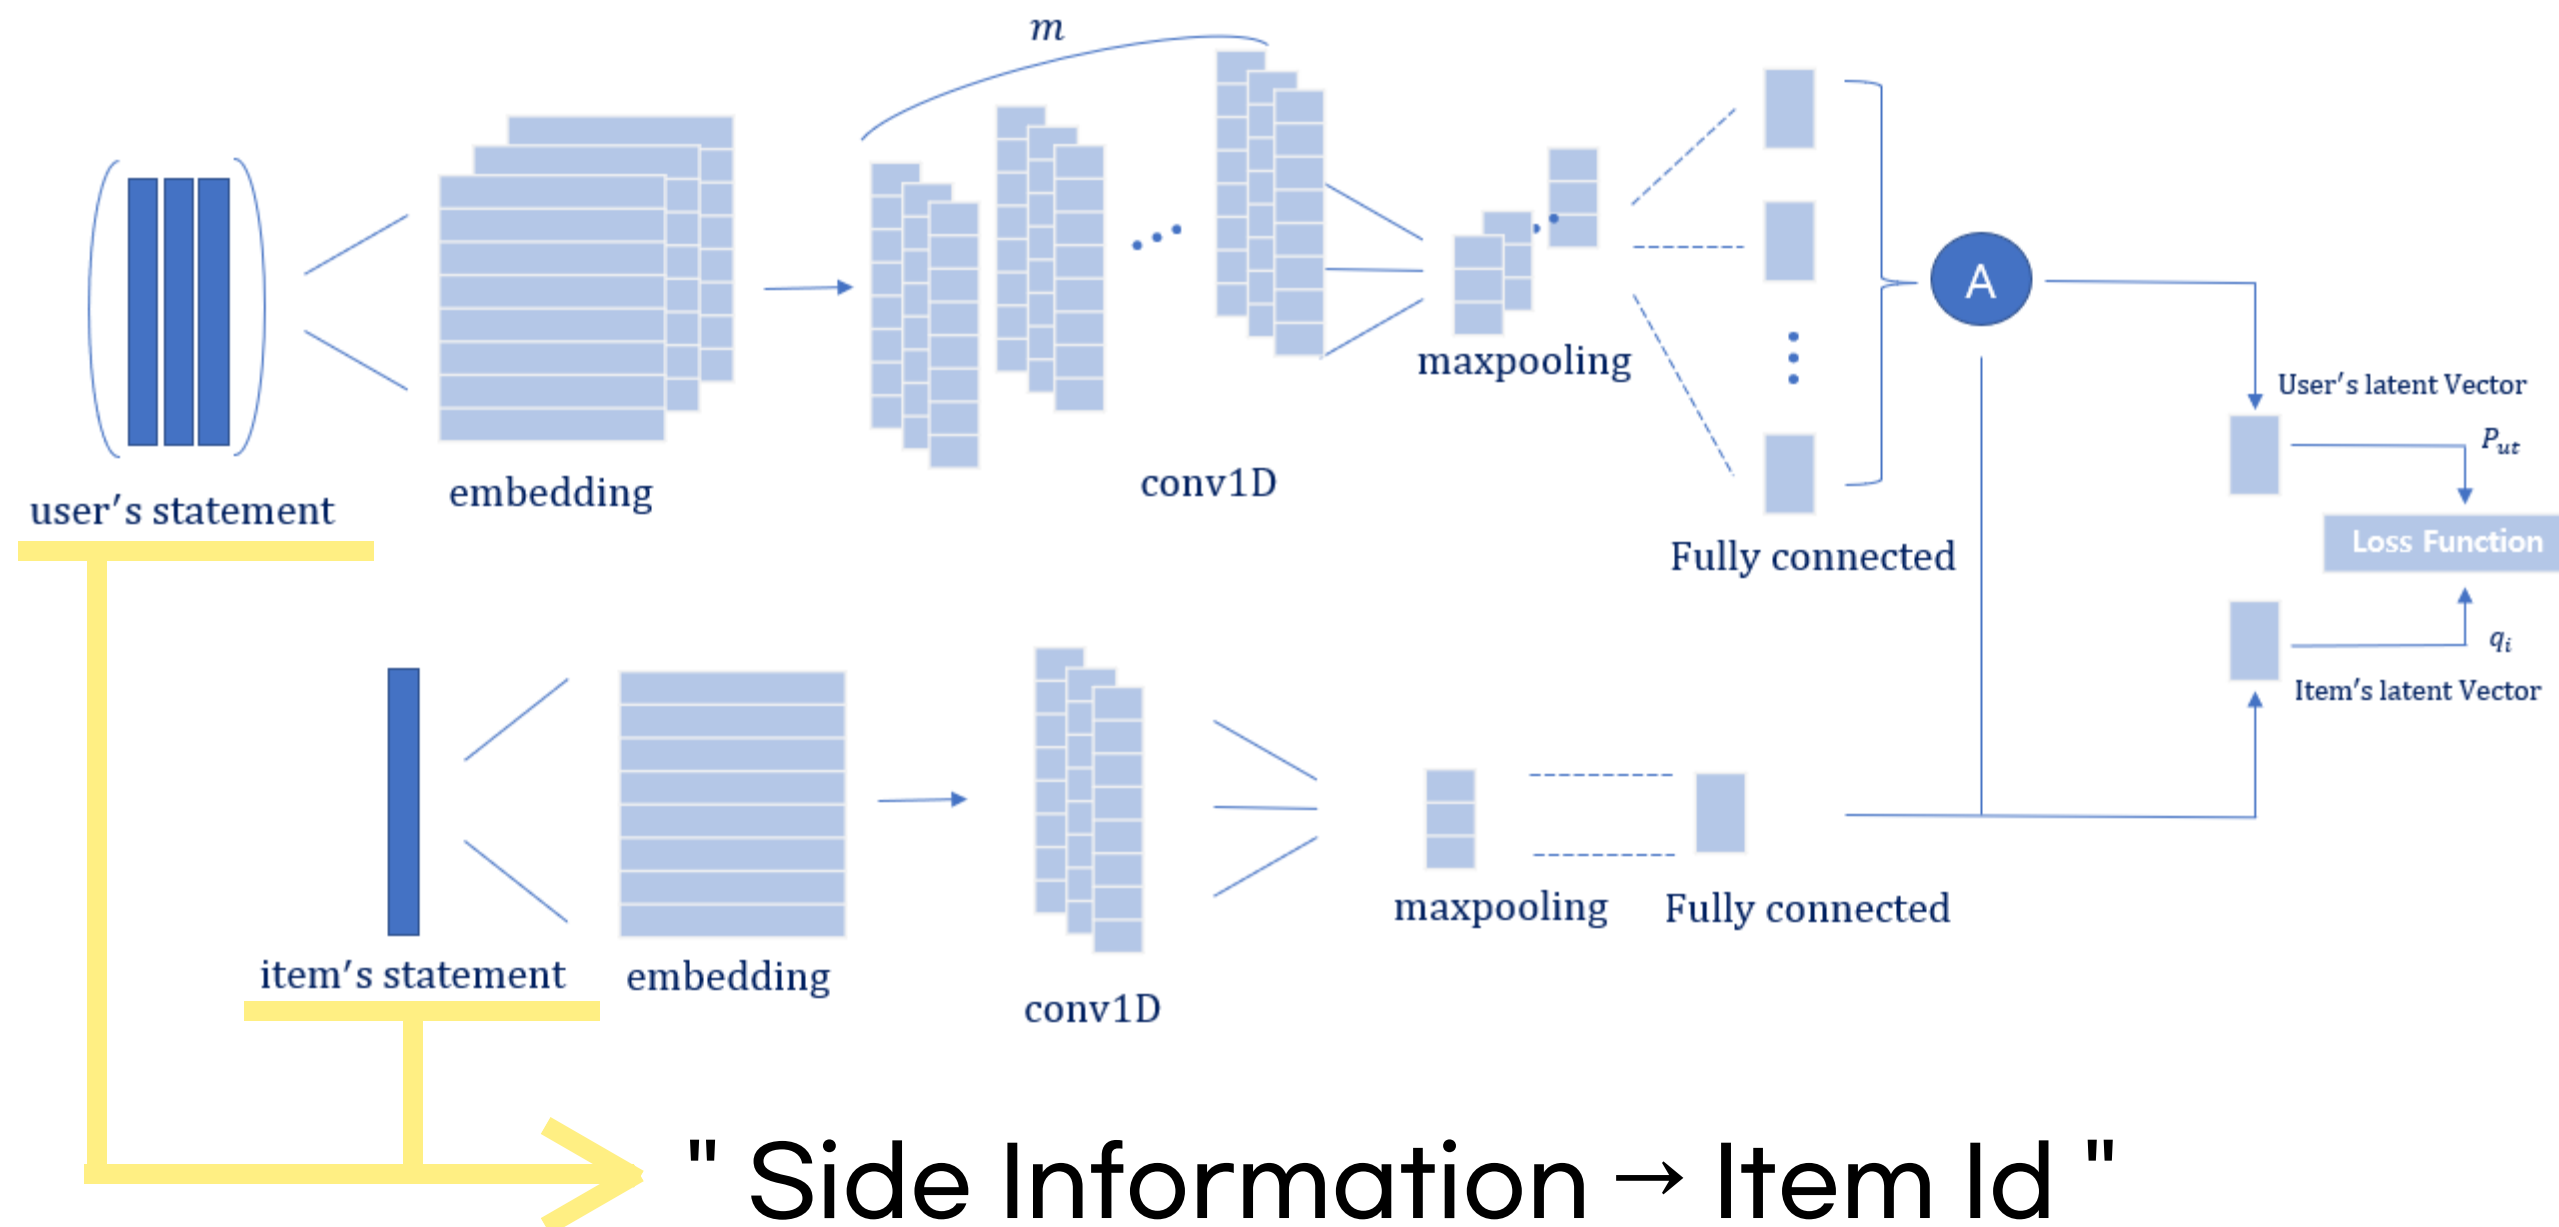 m
user's statement
embedding
conv1D
maxpooling
Fully connected
A
User's latent Vector
P_ut
Loss Function
q_i
Item's latent Vector
item's statement
embedding
conv1D
maxpooling
Fully connected
" Side Information → Item Id "